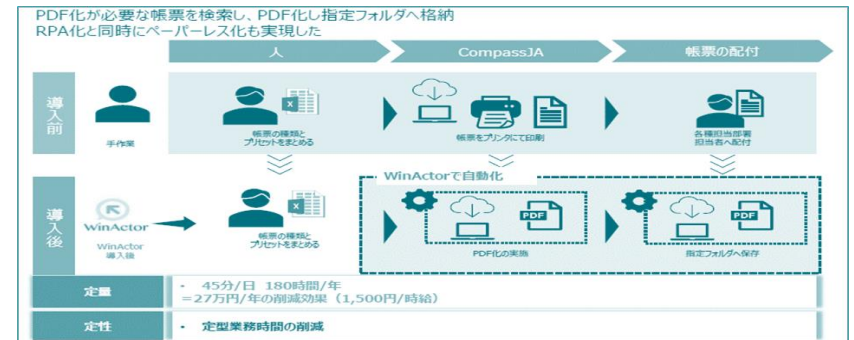 PDF化が必要な帳票を検索し、PDF化し指定フォルダへ格納
RPA化と同時にペーパーレス化も実現した
人
CompassJA
帳票の配付
導入前
手作業
帳票の種類と
プリセットをまとめる
帳票をプリンタにて印刷
各種担当部署
担当者へ配付
WinActorで自動化
導入後
WinActor
WinActor
導入後
帳票の種類と
プリセットをまとめる
PDF
PDF化の実施
PDF
指定フォルダへ保存
定量
・ 45分/日 180時間/年
＝27万円/年の削減効果（1,500円/時給）
定性
・ 定型業務時間の削減